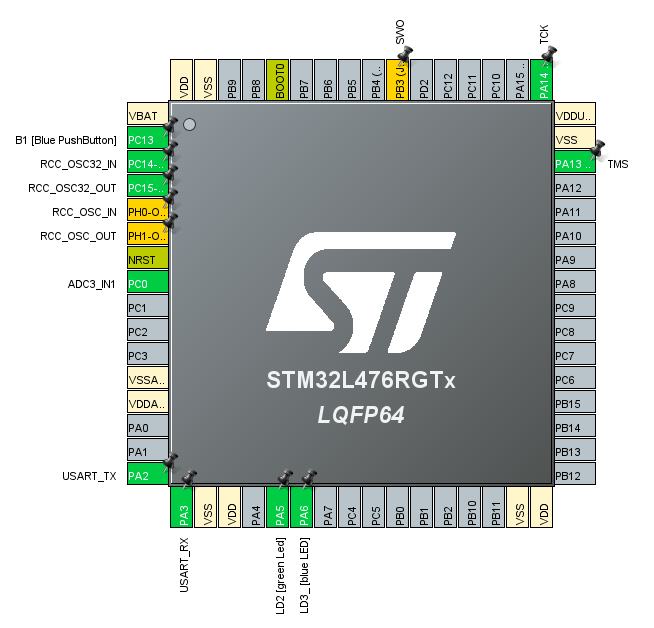 SWO
TCK
VDD
VSS
PB9
PB8
BOOT0
PB7
PB6
PB5
PB4 (..
PB3 (J..
PD2
PC12
PC11
PC10
PA15 ..
PA14 ..
VBAT
B1 [Blue PushButton] PC13
RCC_OSC32_IN PC14-..
RCC_OSC32_OUT PC15-..
RCC_OSC_IN PH0-O..
RCC_OSC_OUT PH1-O..
NRST
ADC3_IN1 PC0
PC1
PC2
PC3
VSSA..
VDDA..
PA0
PA1
USART_TX PA2
VDDU..
VSS
PA13 .. TMS
PA12
PA11
PA10
PA9
PA8
PC9
PC8
PC7
PC6
PB15
PB14
PB13
PB12
ST
STM32L476RGTx
LQFP64
PA3
VSS
VDD
PA4
PA5
PA6
PA7
PC4
PC5
PB0
PB1
PB2
PB10
PB11
VSS
VDD
USART_RX
LD2 [green Led]
LD3_ [blue LED]